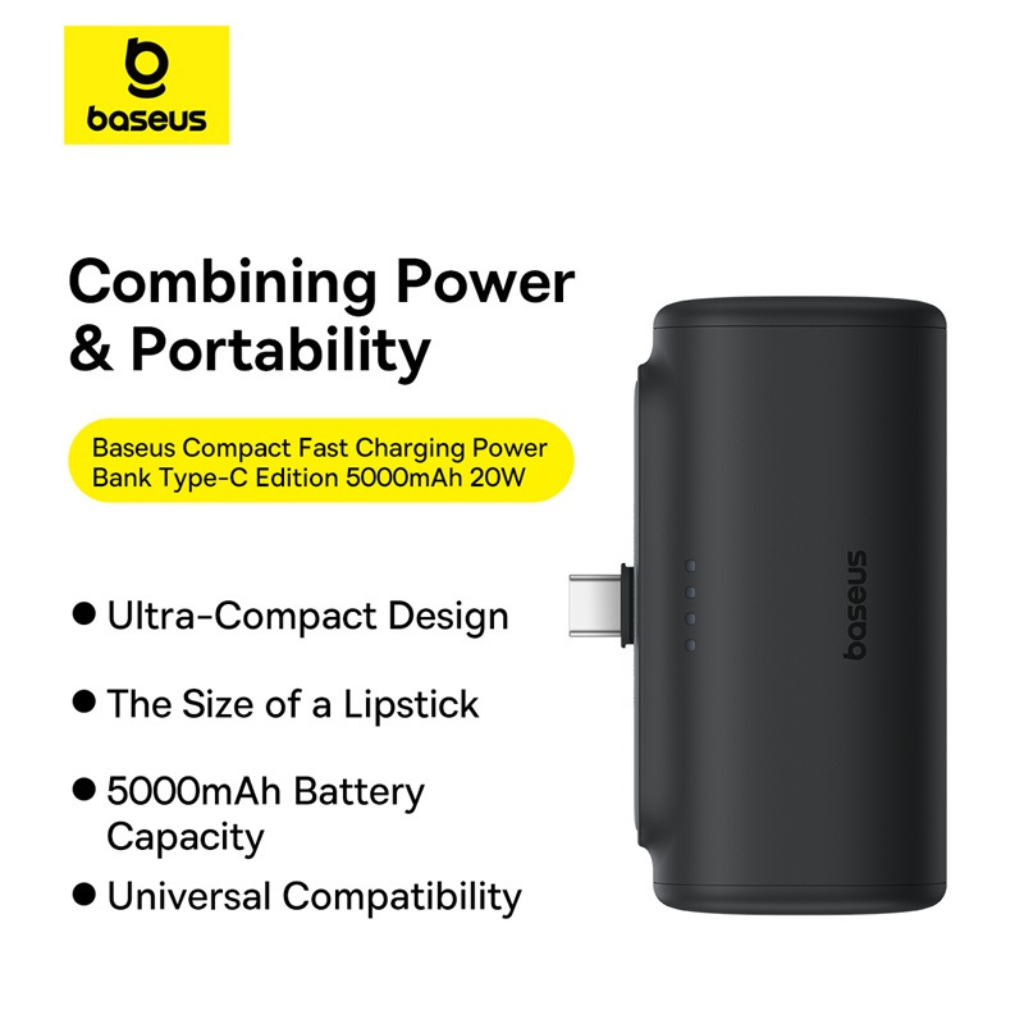 baseus
Combining Power
& Portability
Baseus Compact Fast Charging Power
Bank Type-C Edition 5000mAh 20W
● Ultra-Compact Design
● The Size of a Lipstick
● 5000mAh Battery
Capacity
● Universal Compatibility
baseus